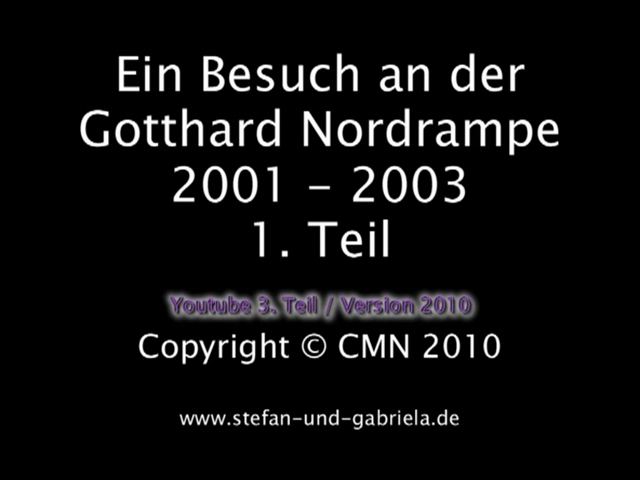 Ein Besuch an der
Gotthard Nordrampe
2001 - 2003
1. Teil
Youtube 3. Teil / Version 2010
Copyright © CMN 2010
www.stefan-und-gabriela.de